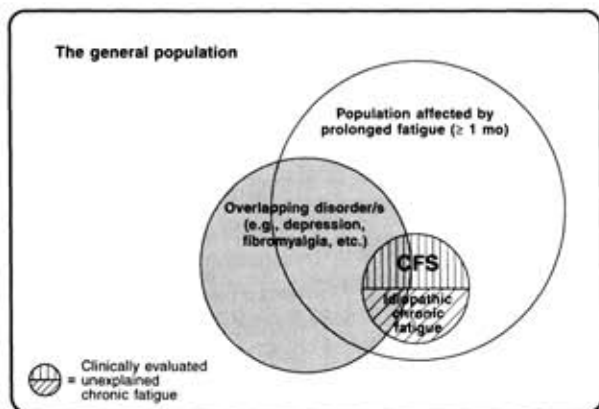 The general population
Population affected by
prolonged fatigue (≥ 1 mo)
Overlapping disorder/s
(e.g., depression,
fibromyalgia, etc.)
CFS
Idiopathic
chronic
fatigue
Clinically evaluated
= unexplained
chronic fatigue